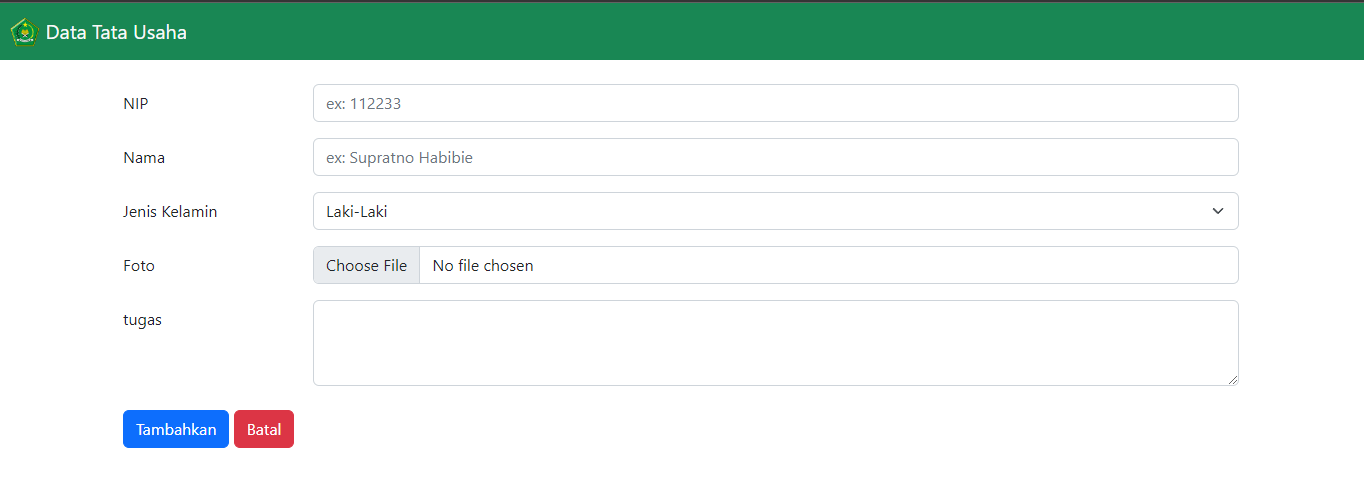 Data Tata Usaha
NIP
ex: 112233
Nama
ex: Supratno Habibie
Jenis Kelamin
Laki-Laki
Foto
Choose File No file chosen
tugas
Tambahkan Batal